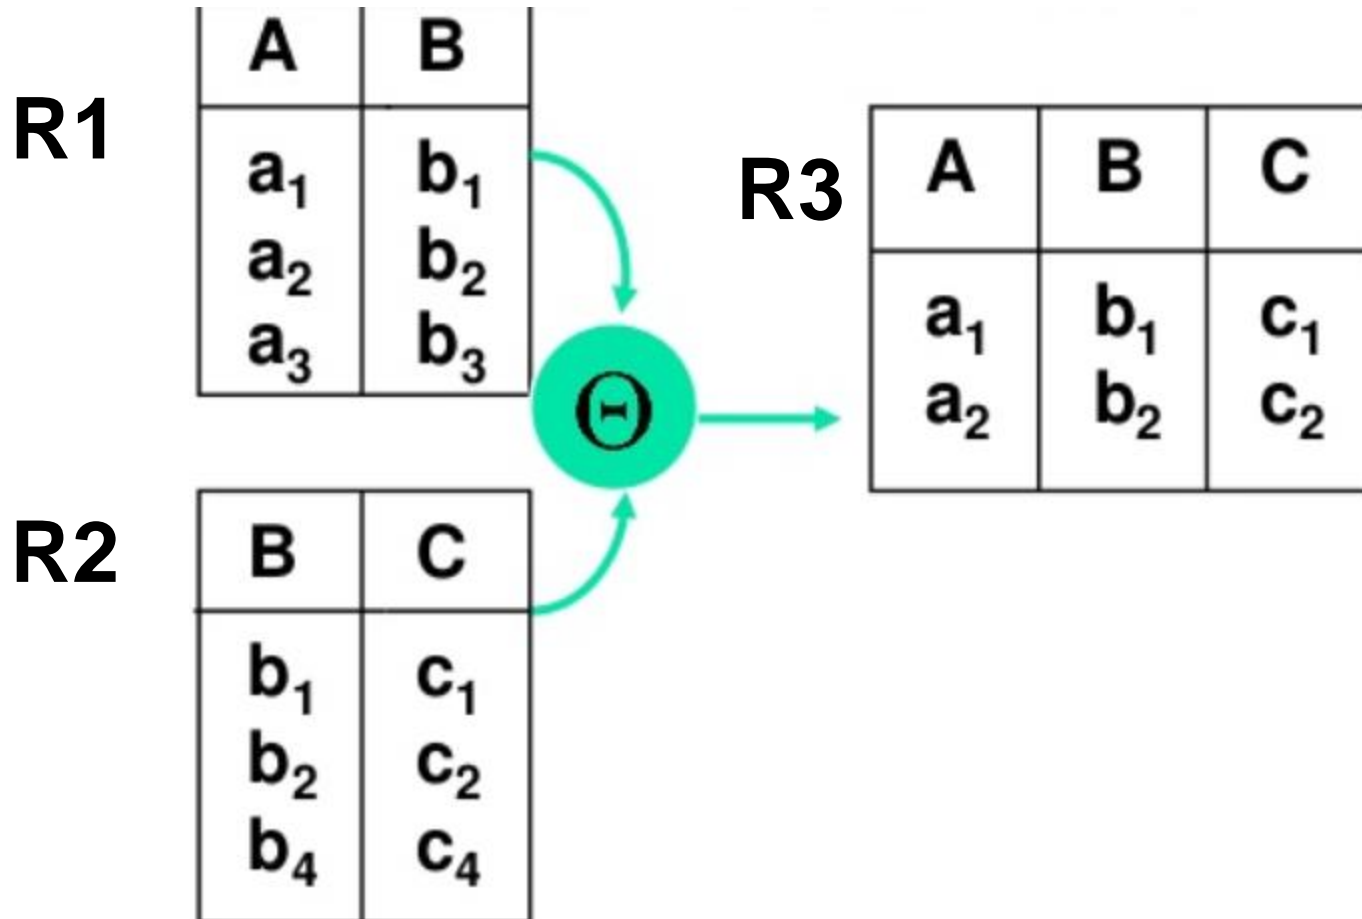 R1
A B
a₁ b₁
a₂ b₂
a₃ b₃
Θ
R2
B C
b₁ c₁
b₂ c₂
b₄ c₄
R3
A B C
a₁ b₁ c₁
a₂ b₂ c₂